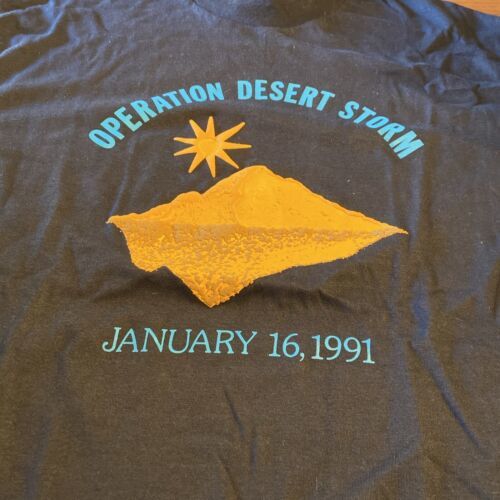 OPERATION DESERT STORM
JANUARY 16, 1991